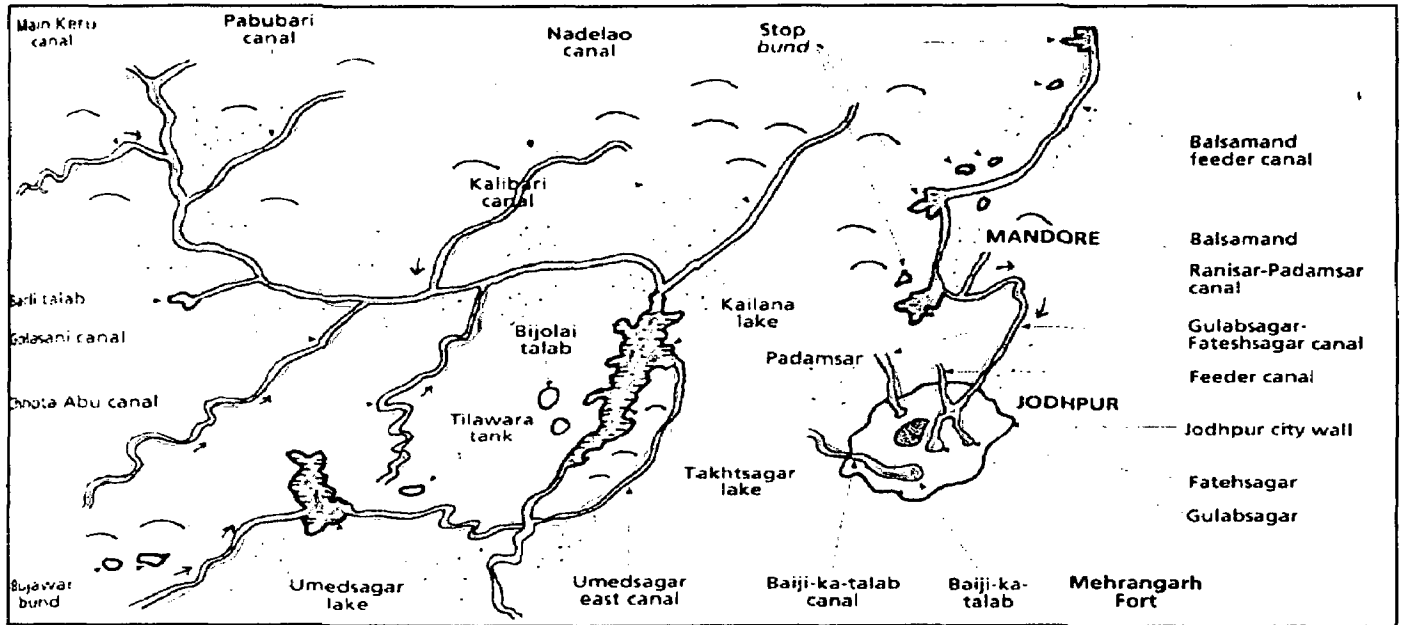 Main Keru
canal
Pabubari
canal
Nadelao
canal
Stop
bund
Balsamand
feeder canal
Kalibari
canal
MANDORE
Balsamand
Ranisar-Padamsar
canal
Barli talab
Kailana
lake
Golasani canal
Bijolai
talab
Padamsar
Gulabsagar-
Fateshsagar canal
Feeder canal
Chhota Abu canal
Tilawara
tank
JODHPUR
Jodhpur city wall
Takhtsagar
lake
Fatehsagar
Gulabsagar
Bujawar
bund
Umedsagar
lake
Umedsagar
east canal
Baiji-ka-talab
canal
Baiji-ka-
talab
Mehrangarh
Fort